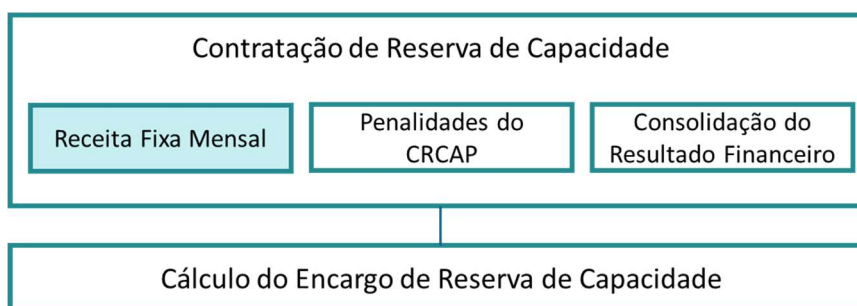 Contratação de Reserva de Capacidade
Receita Fixa Mensal
Penalidades do
CRCAP
Consolidação do
Resultado Financeiro
Cálculo do Encargo de Reserva de Capacidade